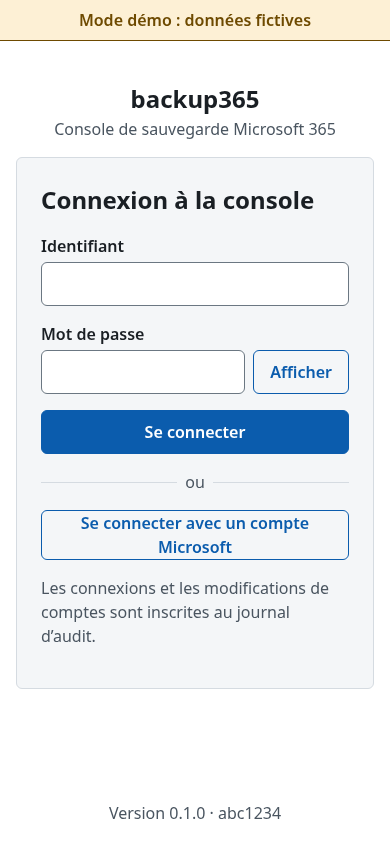 Mode démo : données fictives
backup365
Console de sauvegarde Microsoft 365
Connexion à la console
Identifiant
Mot de passe
Afficher
Se connecter
ou
Se connecter avec un compte
Microsoft
Les connexions et les modifications de
comptes sont inscrites au journal
d’audit.
Version 0.1.0 · abc1234